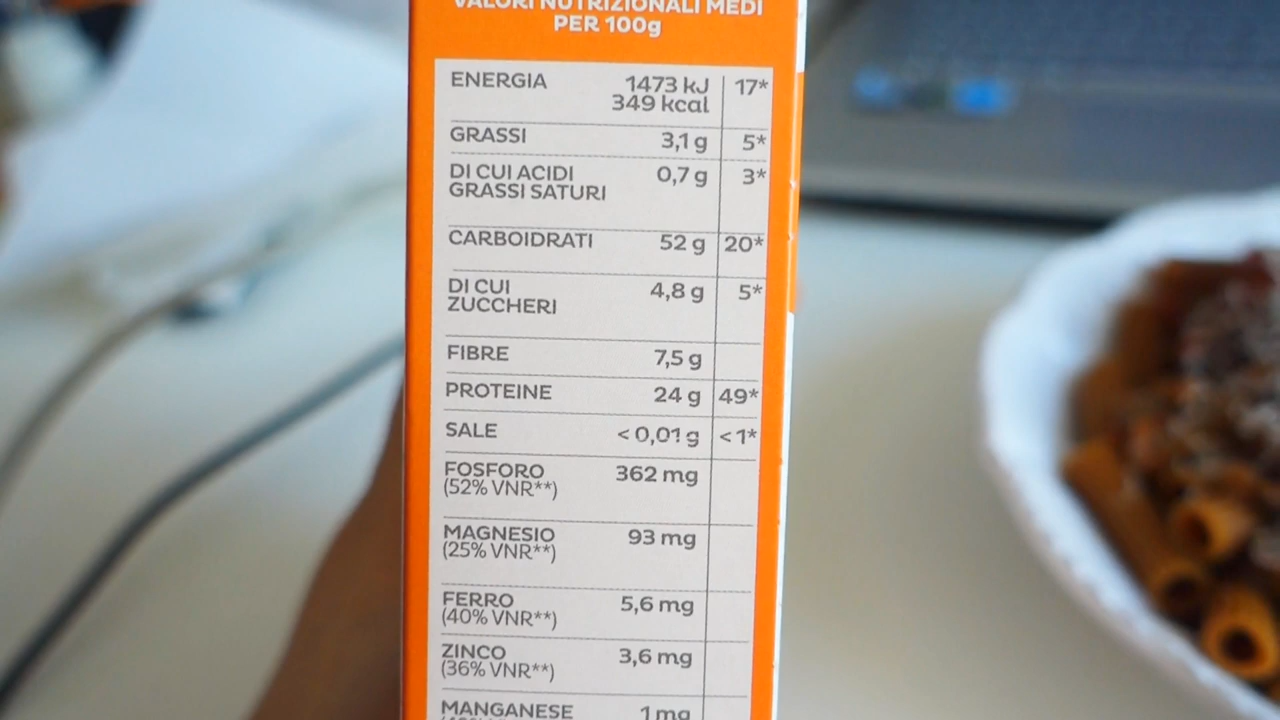 VALORI NUTRIZIONALI MEDI
PER 100g
ENERGIA 1473 kJ 17*
349 kcal
GRASSI 3,1 g 5*
DI CUI ACIDI 0,7 g 3*
GRASSI SATURI
CARBOIDRATI 52 g 20*
DI CUI 4,8 g 5*
ZUCCHERI
FIBRE 7,5 g
PROTEINE 24 g 49*
SALE < 0,01 g < 1*
FOSFORO 362 mg
(52% VNR**)
MAGNESIO 93 mg
(25% VNR**)
FERRO 5,6 mg
(40% VNR**)
ZINCO 3,6 mg
(36% VNR**)
MANGANESE 1 mg